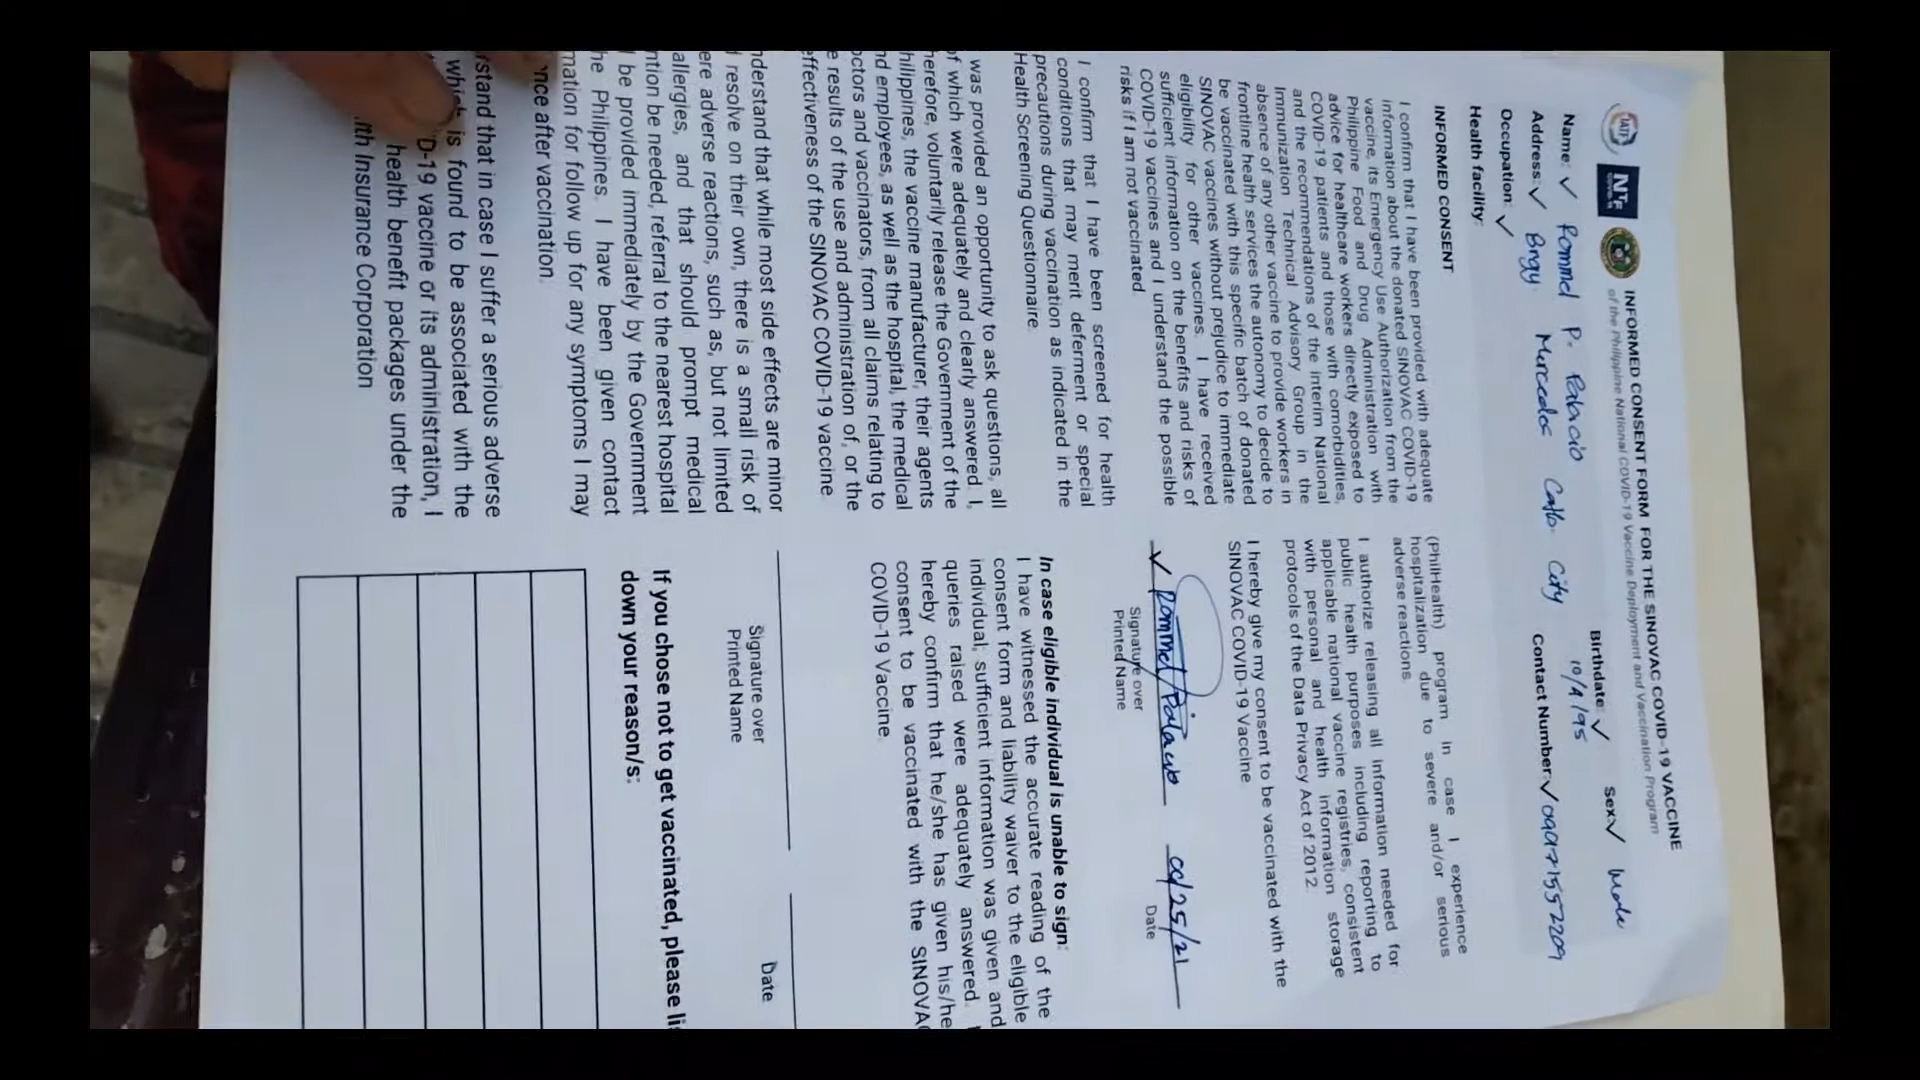 IATF
NTF
COVID-19
INFORMED CONSENT FORM FOR THE SINOVAC COVID-19 VACCINE
of the Philippine National COVID-19 Vaccine Deployment and Vaccination Program
Name: ✓ Rommel P. Palacio
Birthdate: ✓ 10/4/95
Sex: ✓ Male
Address: ✓ Brgy. Mercedes Catb. City
Contact Number: ✓ 090171552209
Occupation: ✓
Health facility:
INFORMED CONSENT
I confirm that I have been provided with adequate
information about the donated SINOVAC COVID-19
vaccine, its Emergency Use Authorization from the
Philippine Food and Drug Administration with
advice for healthcare workers directly exposed to
COVID-19 patients and those with comorbidities,
and the recommendations of the interim National
Immunization Technical Advisory Group in the
absence of any other vaccine to provide workers in
frontline health services the autonomy to decide to
be vaccinated with this specific batch of donated
SINOVAC vaccines without prejudice to immediate
eligibility for other vaccines. I have received
sufficient information on the benefits and risks of
COVID-19 vaccines and I understand the possible
risks if I am not vaccinated.
I confirm that I have been screened for health
conditions that may merit deferment or special
precautions during vaccination as indicated in the
Health Screening Questionnaire.
was provided an opportunity to ask questions, all
of which were adequately and clearly answered. I,
herefore, voluntarily release the Government of the
hilippines, the vaccine manufacturer, their agents
nd employees, as well as the hospital, the medical
octors and vaccinators, from all claims relating to
e results of the use and administration of, or the
effectiveness of the SINOVAC COVID-19 vaccine.
nderstand that while most side effects are minor
d resolve on their own, there is a small risk of
ere adverse reactions, such as, but not limited
allergies, and that should prompt medical
ntion be needed, referral to the nearest hospital
l be provided immediately by the Government
he Philippines. I have been given contact
mation for follow up for any symptoms I may
nce after vaccination.
rstand that in case I suffer a serious adverse
which is found to be associated with the
D-19 vaccine or its administration, I
health benefit packages under the
lth Insurance Corporation
(PhilHealth) program in case I experience
hospitalization due to severe and/or serious
adverse reactions.
I authorize releasing all information needed for
public health purposes including reporting to
applicable national vaccine registries, consistent
with personal and health information storage
protocols of the Data Privacy Act of 2012.
I hereby give my consent to be vaccinated with the
SINOVAC COVID-19 Vaccine
✓ Rommel Palacio
Signature over
Printed Name
Date
In case eligible individual is unable to sign:
I have witnessed the accurate reading of the
consent form and liability waiver to the eligible
individual; sufficient information was given and
queries raised were adequately answered.
hereby confirm that he/she has given his/he
consent to be vaccinated with the SINOVAC
COVID-19 Vaccine.
Signature over
Printed Name
Date
If you chose not to get vaccinated, please lis
down your reason/s: